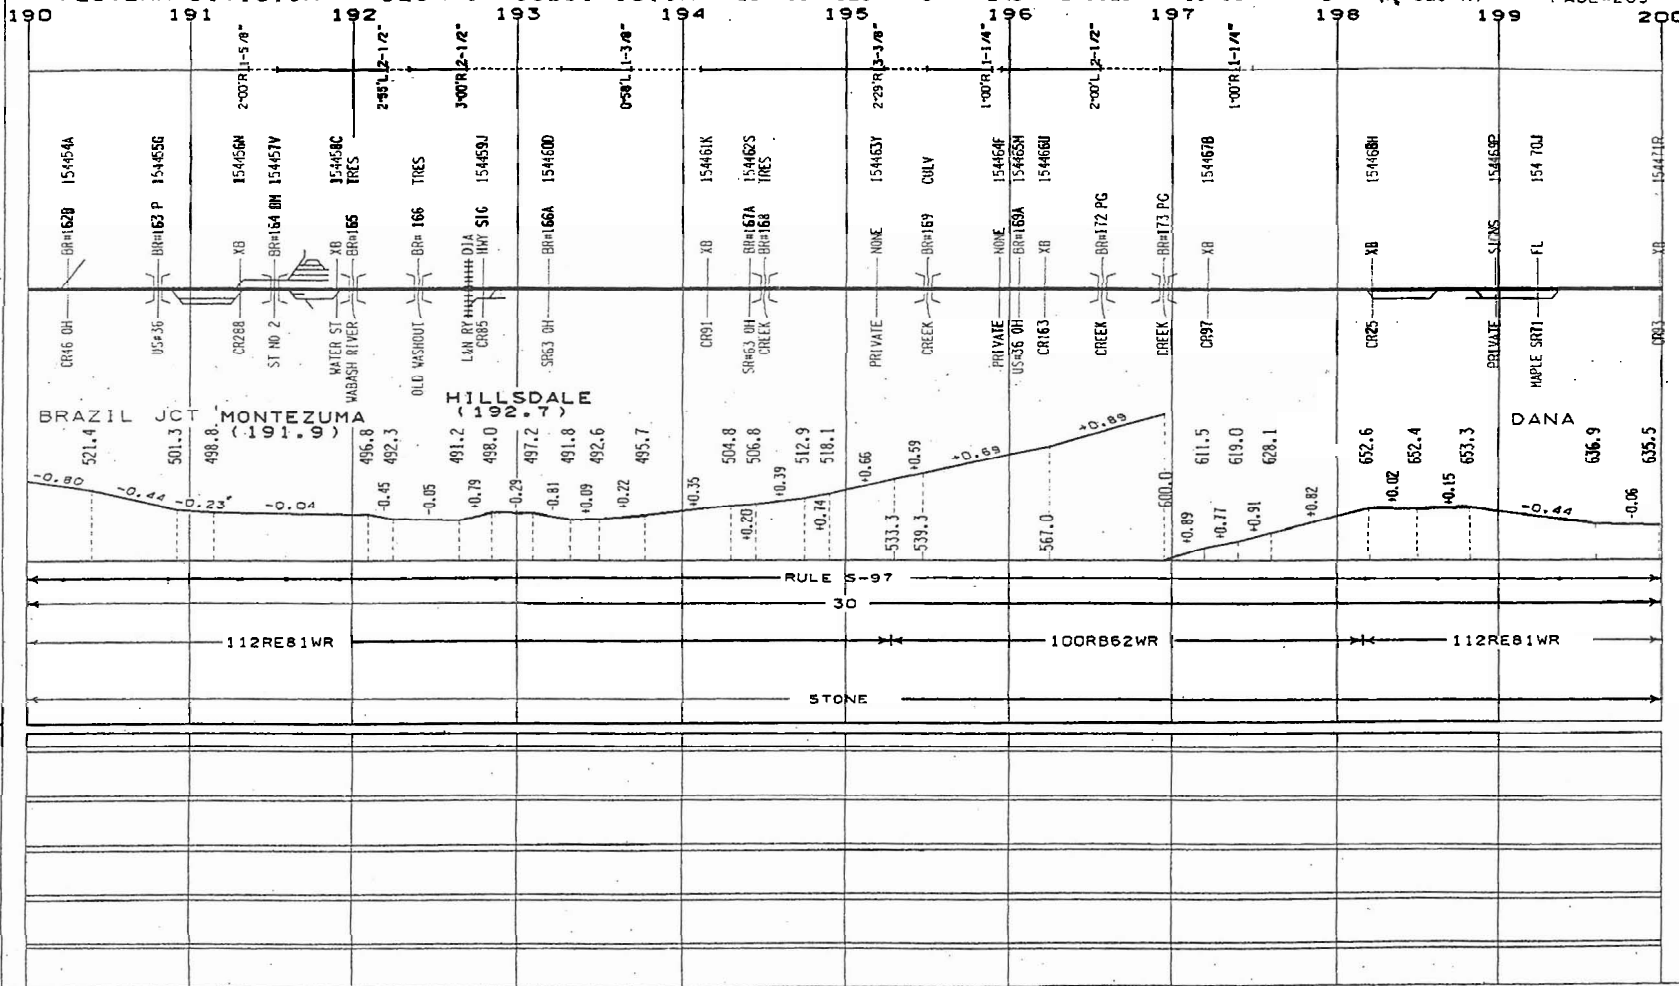 190 191 192 193 194 195 196 197 198 199 200
2°00'R 1-5/8" 2°55'L 2-1/2" 3°00'R 2-1/2" 0°58'L 1-3/8" 2°29'R 3-3/8" 1°00'R 1-1/4" 2°00'L 2-1/2" 1°00'R 1-1/4"
154454A 154455G 154456N 154457V 154458C TRES TRES 154459J 154460D 154461K 154462S TRES 154463Y CULV 154464F 154465M 154466U 154467B 154468H 154469P 154470J 154471R
BR#162B BR#163 P XB BR#164 BM XB BR#165 BR# 166 DIA HWY SIG BR#166A XB BR#167A BR#168 NONE BR#169 NONE BR#169A XB BR#172 PG BR#173 PG XB XB SIGNS FL XB
CR46 OH US#36 CR288 ST NO 2 WATER ST WABASH RIVER OLD WASHOUT L&N RY CR85 SR63 OH CR91 SR#63 OH CREEK PRIVATE CREEK PRIVATE US#36 OH CR163 CREEK CREEK CR97 CR25 PRIVATE MAPLE SR71 CR93
BRAZIL JCT MONTEZUMA (191.9) HILLSDALE (192.7) DANA
521.4 501.3 498.8 496.8 492.3 491.2 498.0 497.2 491.8 492.6 495.7 504.8 506.8 512.9 518.1 533.3 539.3 567.0 600.0 611.5 619.0 628.1 652.6 652.4 653.3 636.9 635.5
-0.80 -0.44 -0.23 -0.04 -0.45 -0.05 +0.79 -0.29 -0.81 +0.09 +0.22 +0.35 +0.20 +0.39 +0.74 +0.66 +0.59 +0.69 +0.89 +0.89 +0.77 +0.91 +0.82 +0.02 +0.15 -0.44 -0.06
RULE S-97
30
112RE81WR 100RB62WR 112RE81WR
STONE